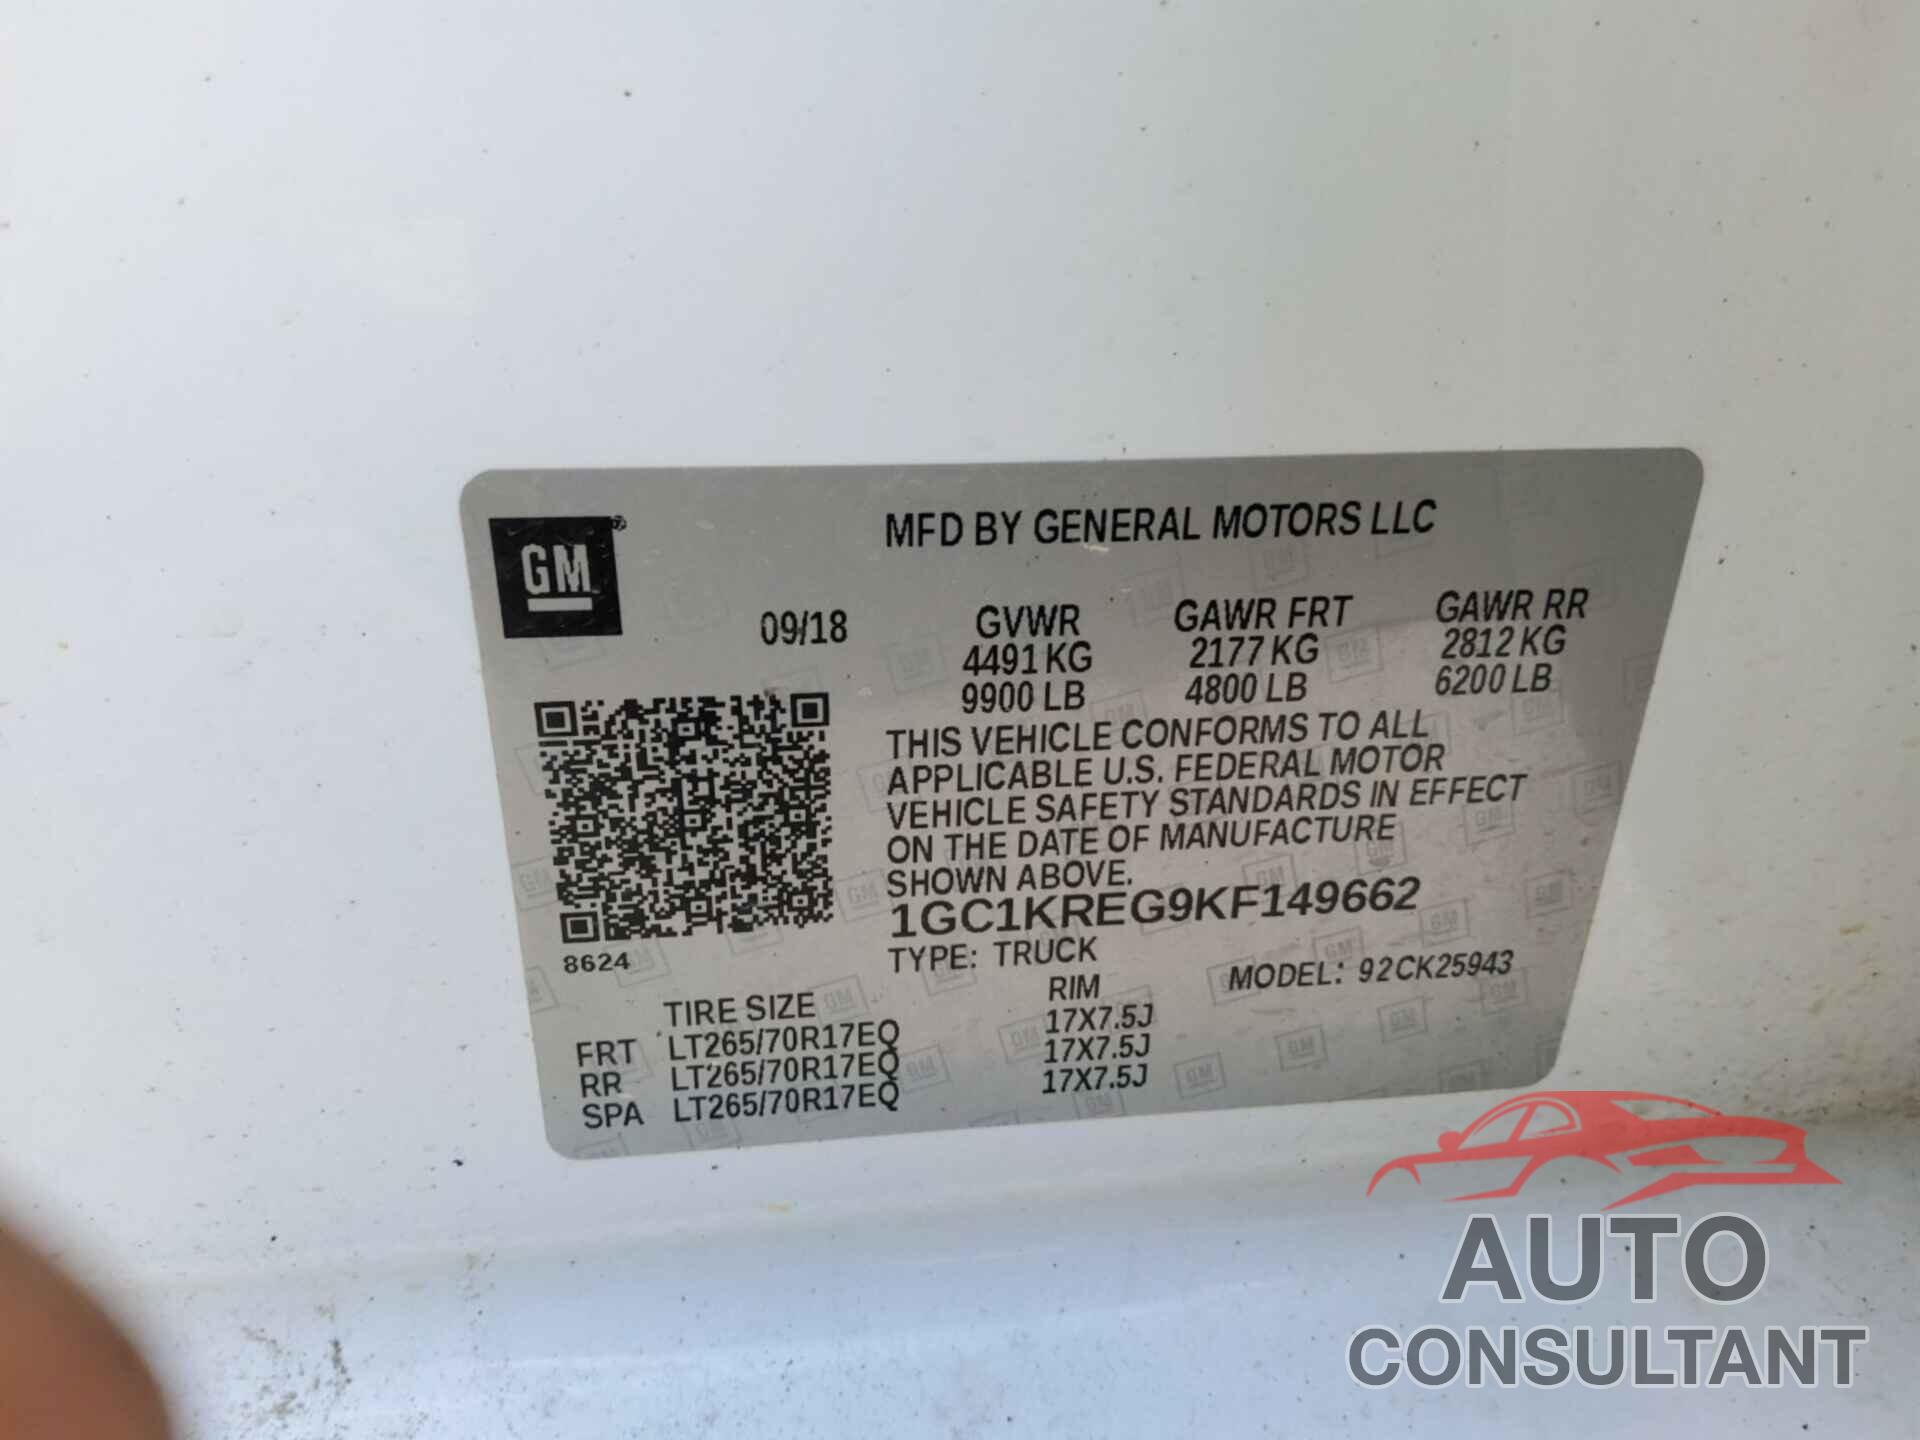 MFD BY GENERAL MOTORS LLC
GM
09/18 GVWR GAWR FRT GAWR RR
4491 KG 2177 KG 2812 KG
9900 LB 4800 LB 6200 LB
THIS VEHICLE CONFORMS TO ALL
APPLICABLE U.S. FEDERAL MOTOR
VEHICLE SAFETY STANDARDS IN EFFECT
ON THE DATE OF MANUFACTURE
SHOWN ABOVE.
1GC1KREG9KF149662
8624
TYPE: TRUCK MODEL: 92CK25943
TIRE SIZE RIM
FRT LT265/70R17EQ 17X7.5J
RR LT265/70R17EQ 17X7.5J
SPA LT265/70R17EQ 17X7.5J
AUTO
CONSULTANT